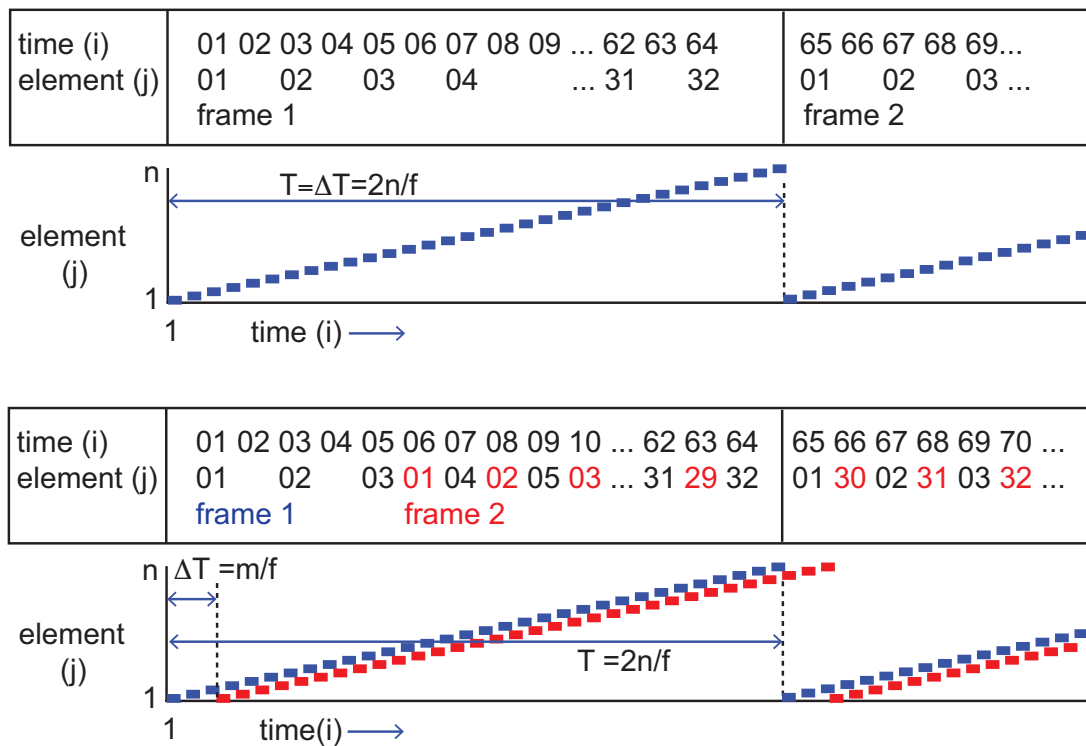 time (i) 01 02 03 04 05 06 07 08 09 ... 62 63 64 65 66 67 68 69...
element (j) 01 02 03 04 ... 31 32 01 02 03 ...
frame 1 frame 2
n
T=ΔT=2n/f
element
(j)
1
1 time (i)
time (i) 01 02 03 04 05 06 07 08 09 10 ... 62 63 64 65 66 67 68 69 70 ...
element (j) 01 02 03 01 04 02 05 03 ... 31 29 32 01 30 02 31 03 32 ...
frame 1 frame 2
n ΔT =m/f
element
(j)
T =2n/f
1
1 time(i)